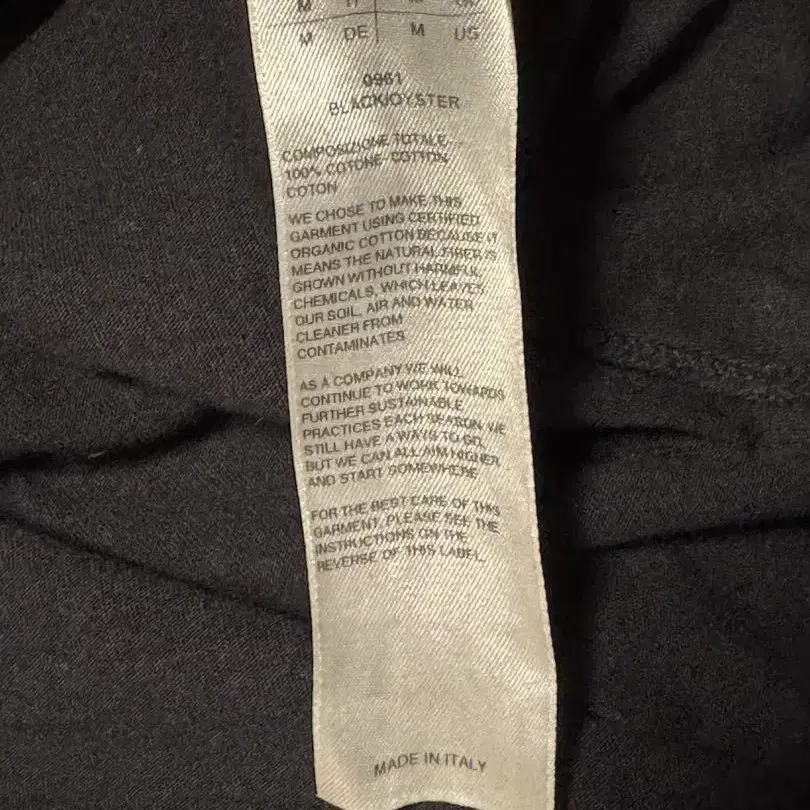 M IT
M DE M US
0961
BLACK/OYSTER
COMPOSIZIONE TOTALE
100% COTONE- COTTON
COTON
WE CHOSE TO MAKE THIS
GARMENT USING CERTIFIED
ORGANIC COTTON BECAUSE IT
MEANS THE NATURAL FIBER IS
GROWN WITHOUT HARMFUL
CHEMICALS, WHICH LEAVES
OUR SOIL, AIR AND WATER
CLEANER FROM
CONTAMINATES
AS A COMPANY WE WILL
CONTINUE TO WORK TOWARDS
FURTHER SUSTAINABLE
PRACTICES EACH SEASON WE
STILL HAVE A WAYS TO GO,
BUT WE CAN ALL AIM HIGHER
AND START SOMEWHERE
FOR THE BEST CARE OF THIS
GARMENT, PLEASE SEE THE
INSTRUCTIONS ON THE
REVERSE OF THIS LABEL.
MADE IN ITALY